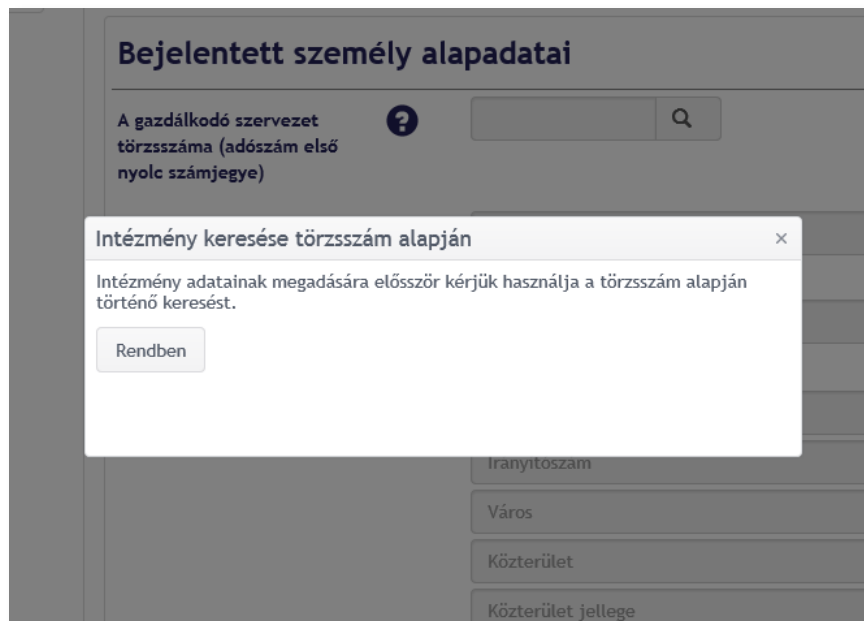 Bejelentett személy alapadatai
A gazdálkodó szervezet
törzsszáma (adószám első
nyolc számjegye)
Intézmény keresése törzsszám alapján
Intézmény adatainak megadására elősször kérjük használja a törzsszám alapján
történő keresést.
Rendben
Irányítószám
Város
Közterület
Közterület jellege